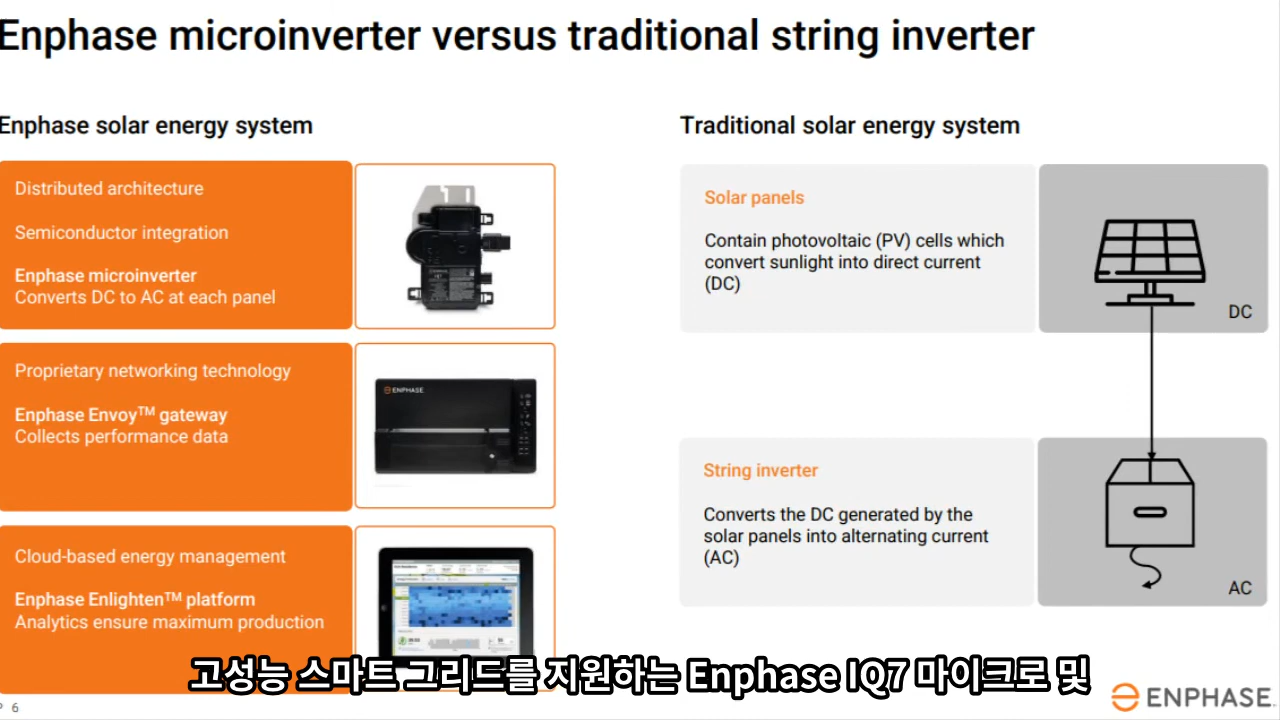 Enphase microinverter versus traditional string inverter
Enphase solar energy system
Distributed architecture
Semiconductor integration
Enphase microinverter
Converts DC to AC at each panel
Proprietary networking technology
Enphase Envoy™ gateway
Collects performance data
ENPHASE
Cloud-based energy management
Enphase Enlighten™ platform
Analytics ensure maximum production
Traditional solar energy system
Solar panels
Contain photovoltaic (PV) cells which
convert sunlight into direct current
(DC)
DC
String inverter
Converts the DC generated by the
solar panels into alternating current
(AC)
AC
고성능 스마트 그리드를 지원하는 Enphase IQ7 마이크로 및
6
ENPHASE.